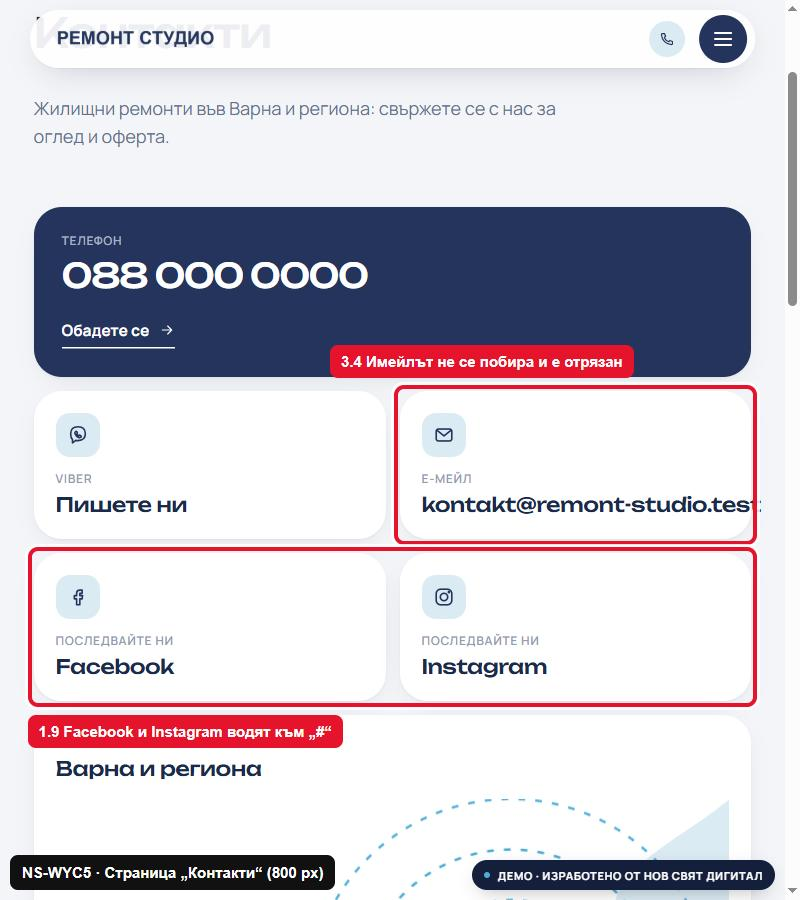 Контакти
РЕМОНТ СТУДИО
Жилищни ремонти във Варна и региона: свържете се с нас за
оглед и оферта.
ТЕЛЕФОН
088 000 0000
Обадете се →
3.4 Имейлът не се побира и е отрязан
VIBER
Пишете ни
Е-МЕЙЛ
kontakt@remont-studio.test
ПОСЛЕДВАЙТЕ НИ
Facebook
ПОСЛЕДВАЙТЕ НИ
Instagram
1.9 Facebook и Instagram водят към „#“
Варна и региона
NS-WYC5 · Страница „Контакти“ (800 px)
ДЕМО · ИЗРАБОТЕНО ОТ НОВ СВЯТ ДИГИТАЛ